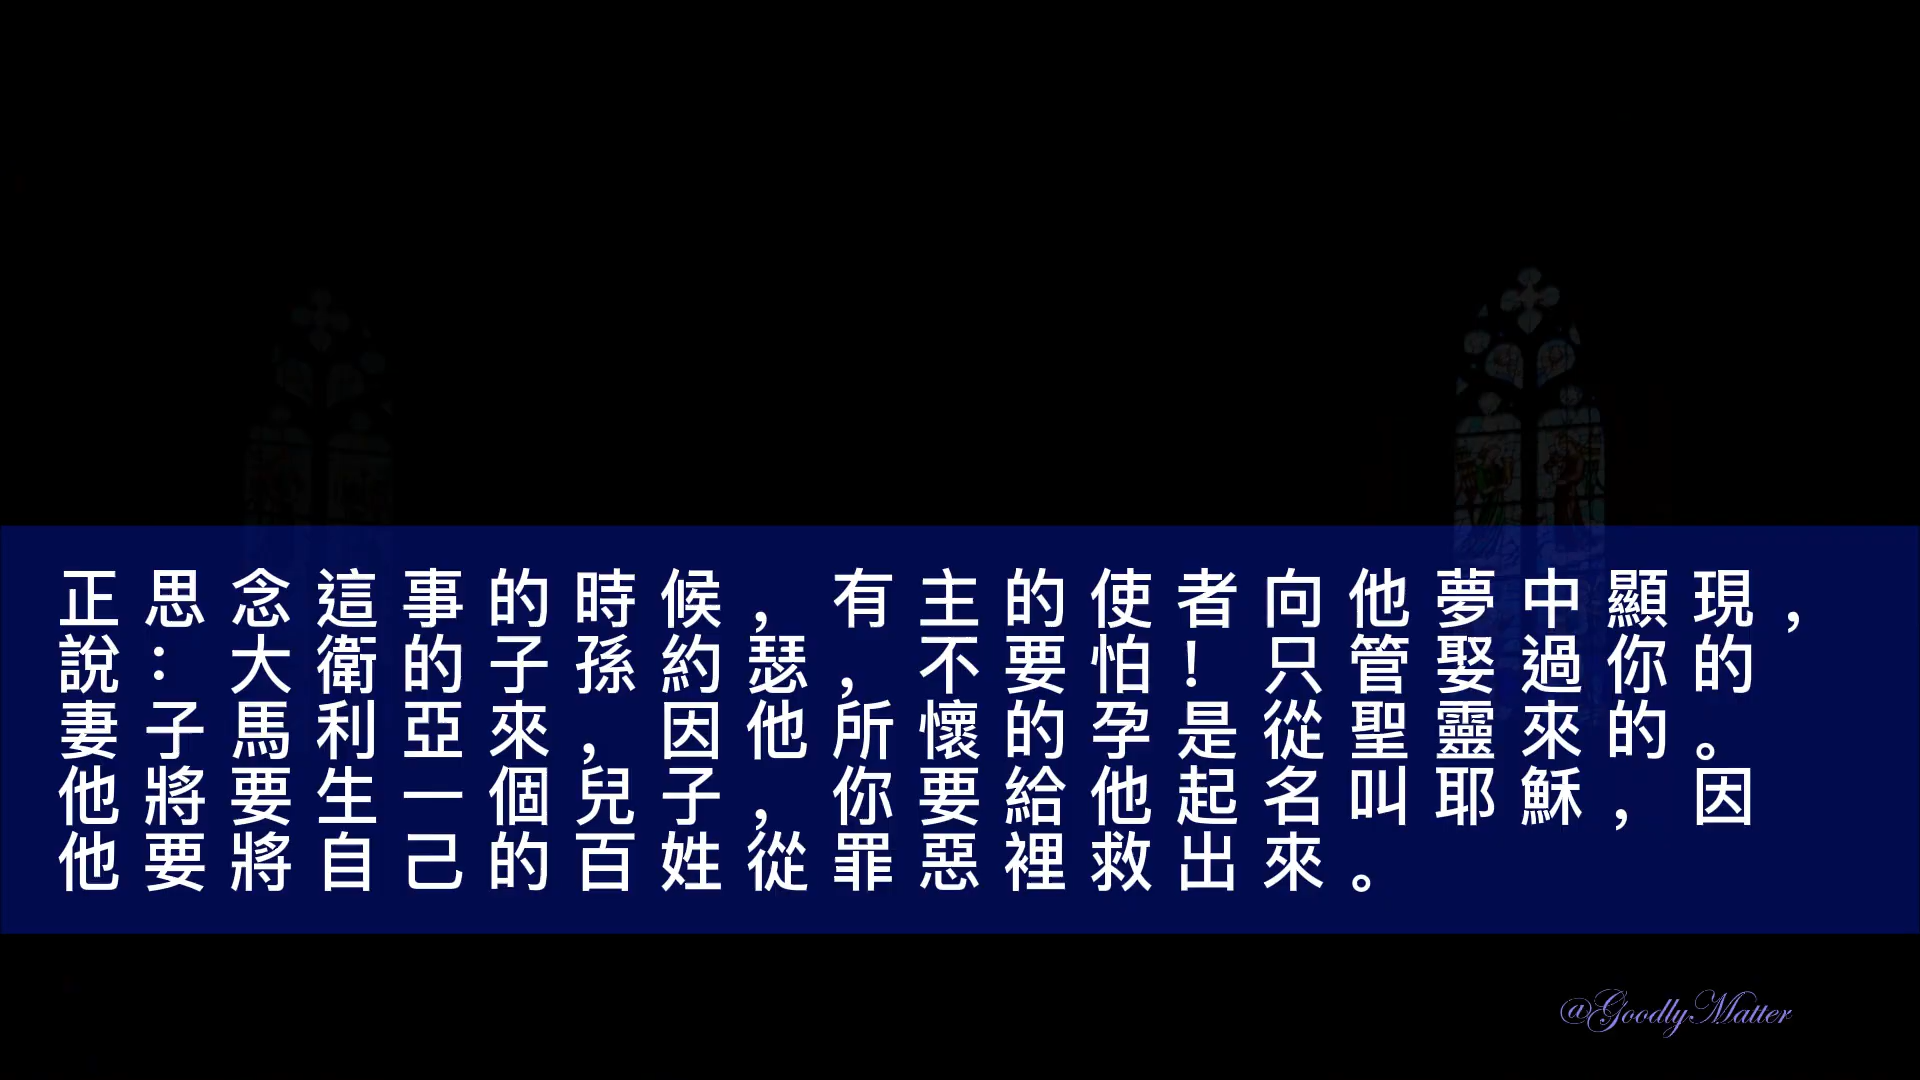 正思念這事的時候，有主的使者向他夢中顯現，
說：大衛的子孫約瑟，不要怕！只管娶過你的
妻子馬利亞來，因他所懷的孕是從聖靈來的。
他將要生一個兒子，你要給他起名叫耶穌，因
他要將自己的百姓從罪惡裡救出來。
@GoodlyMatter